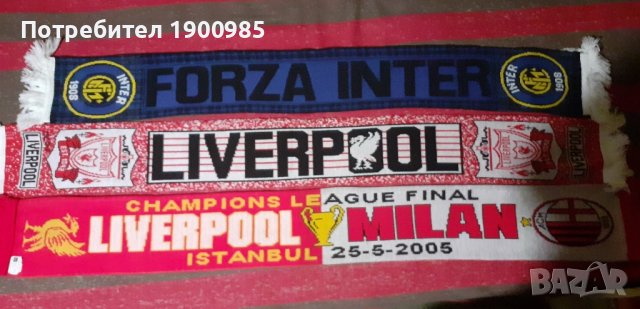 Потребител 1900985
INTER 1908 FORZA INTER INTER 1908
LIVERPOOL LIVERPOOL LIVERPOOL
CHAMPIONS LEAGUE FINAL
LIVERPOOL MILAN
ISTANBUL 25-5-2005
BAZAR